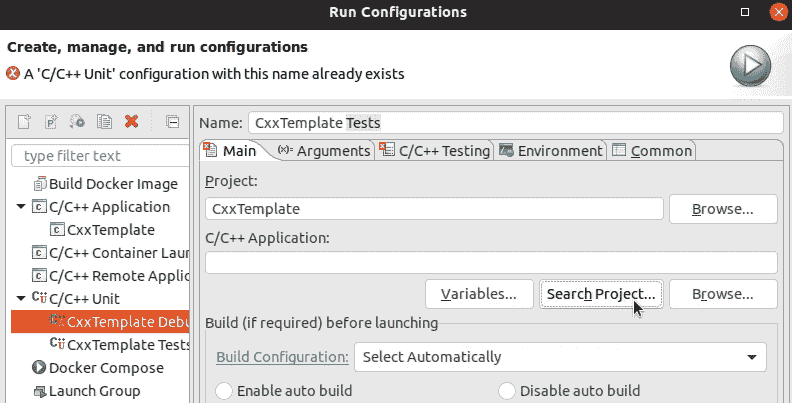 Run Configurations
Create, manage, and run configurations
A 'C/C++ Unit' configuration with this name already exists
type filter text
Build Docker Image
C/C++ Application
CxxTemplate
C/C++ Container Laun
C/C++ Remote Applic
C/C++ Unit
CxxTemplate Debu
CxxTemplate Tests
Docker Compose
Launch Group
Name: CxxTemplate Tests
Main (x)= Arguments C/C++ Testing Environment Common
Project:
CxxTemplate Browse...
C/C++ Application:
Variables... Search Project... Browse...
Build (if required) before launching
Build Configuration: Select Automatically
Enable auto build Disable auto build